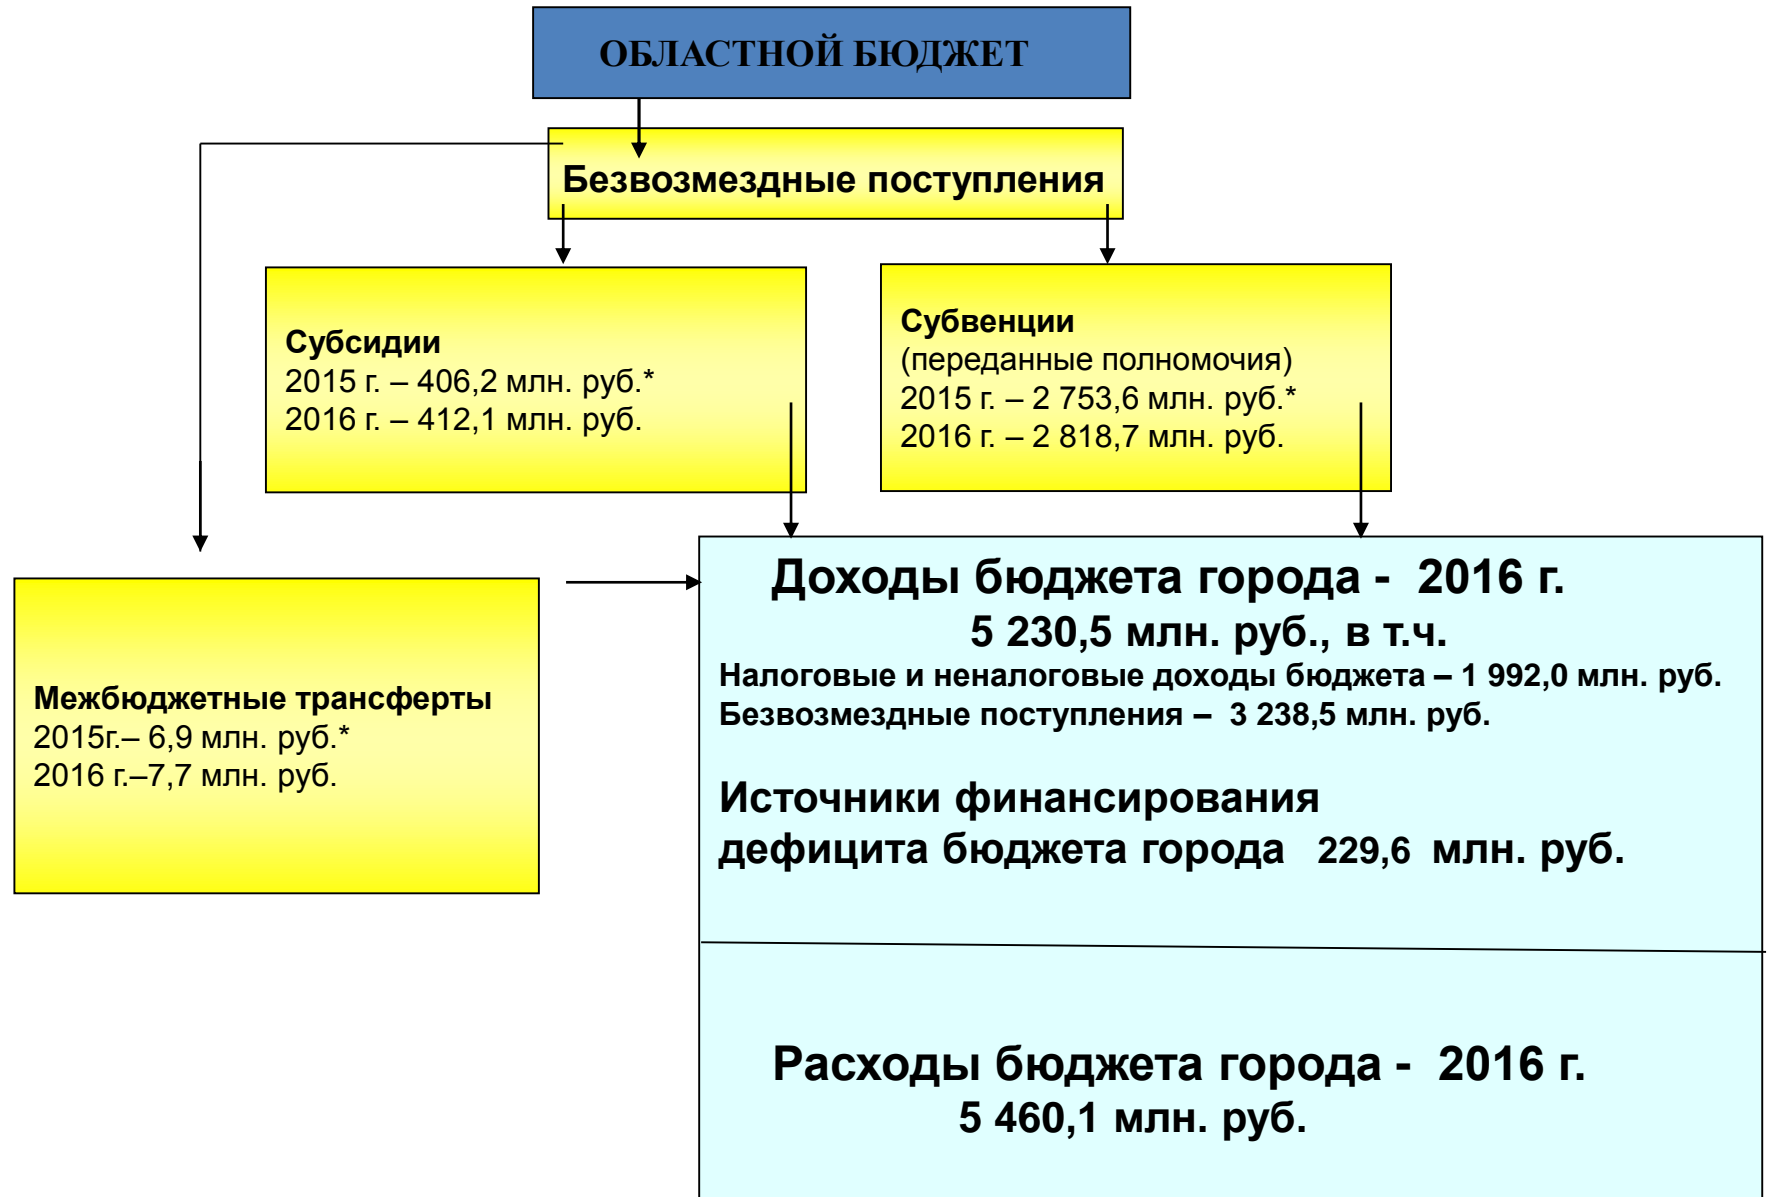 ОБЛАСТНОЙ БЮДЖЕТ
Безвозмездные поступления
Субсидии
2015 г. – 406,2 млн. руб.*
2016 г. – 412,1 млн. руб.
Субвенции
(переданные полномочия)
2015 г. – 2 753,6 млн. руб.*
2016 г. – 2 818,7 млн. руб.
Межбюджетные трансферты
2015г.– 6,9 млн. руб.*
2016 г.–7,7 млн. руб.
Доходы бюджета города - 2016 г.
5 230,5 млн. руб., в т.ч.
Налоговые и неналоговые доходы бюджета – 1 992,0 млн. руб.
Безвозмездные поступления – 3 238,5 млн. руб.
Источники финансирования
дефицита бюджета города 229,6 млн. руб.
Расходы бюджета города - 2016 г.
5 460,1 млн. руб.